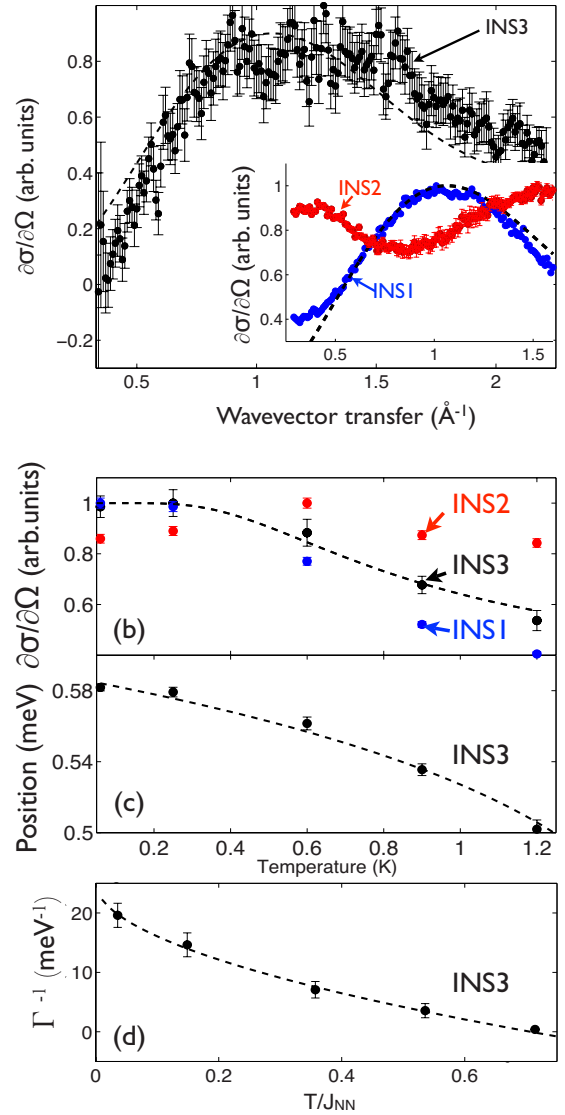 INS3
0.8
0.6
0.4
0.2
0
−0.2
∂σ/∂Ω (arb. units)
INS2
INS1
1
0.8
0.6
0.4
∂σ/∂Ω (arb. units)
0.5 1 1.5
0.5 1 1.5 2
Wavevector transfer (Å⁻¹)
1
0.8
0.6
∂σ/∂Ω (arb.units)
INS2
INS3
INS1
(b)
0.58
0.54
0.5
Position (meV)
INS3
(c)
0.2 0.4 0.6 0.8 1 1.2
Temperature (K)
20
10
0
Γ⁻¹ (meV⁻¹)
INS3
(d)
0 0.2 0.4 0.6
T/J_NN